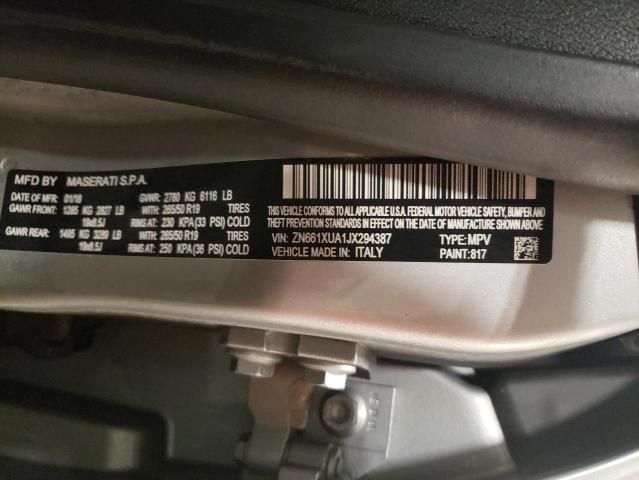 MFD BY MASERATI S.P.A.
DATE OF MFR: 01/18 GVWR: 2780 KG 6116 LB
GAWR FRONT: 1285 KG 2827 LB WITH: 265/50 R19 TIRES
19x8.5J RIMS AT: 230 KPA(33 PSI) COLD
GAWR REAR: 1495 KG 3289 LB WITH: 265/50 R19 TIRES
19x8.5J RIMS AT: 250 KPA(36 PSI) COLD
THIS VEHICLE CONFORMS TO ALL APPLICABLE U.S.A. FEDERAL MOTOR VEHICLE SAFETY, BUMPER AND
THEFT PREVENTION STANDARDS IN EFFECT ON THE DATE OF MANUFACTURE SHOWN ABOVE
VIN: ZN661XUA1JX294387 TYPE: MPV
VEHICLE MADE IN: ITALY PAINT: 817